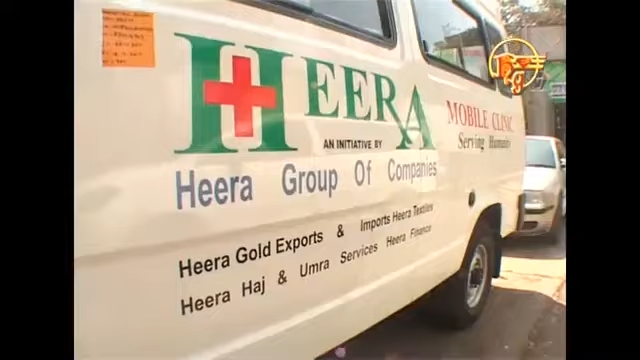 HEERA
AN INITIATIVE BY
Heera Group Of Companies
MOBILE CLINIC
Serving Humanity
Heera Gold Exports & Imports Heera Textiles
Heera Haj & Umra Services Heera Finance